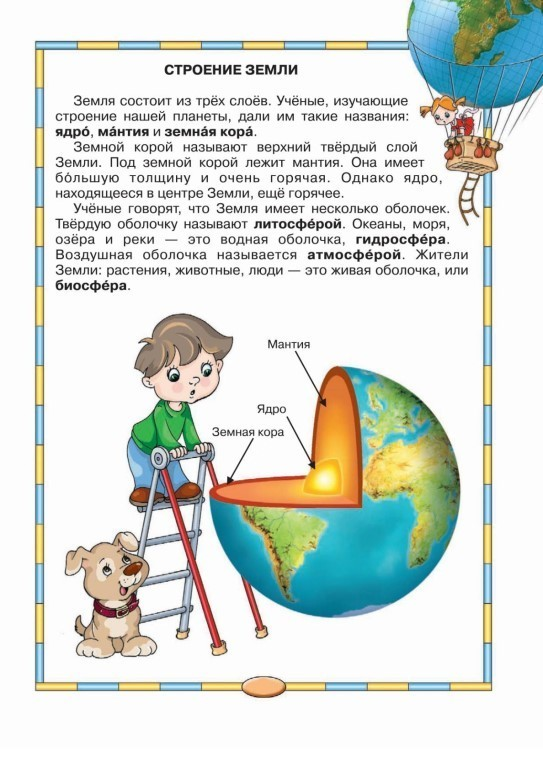 СТРОЕНИЕ ЗЕМЛИ
Земля состоит из трёх слоёв. Учёные, изучающие
строение нашей планеты, дали им такие названия:
ядро́, ма́нтия и земна́я кора́.
Земной корой называют верхний твёрдый слой
Земли. Под земной корой лежит мантия. Она имеет
бо́льшую толщину и очень горячая. Однако ядро,
находящееся в центре Земли, ещё горячее.
Учёные говорят, что Земля имеет несколько оболочек.
Твёрдую оболочку называют литосфе́рой. Океаны, моря,
озёра и реки — это водная оболочка, гидросфе́ра.
Воздушная оболочка называется атмосфе́рой. Жители
Земли: растения, животные, люди — это живая оболочка, или
биосфе́ра.
Мантия
Ядро
Земная кора